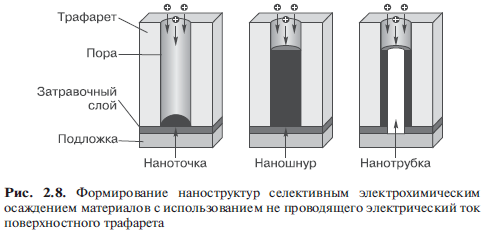 Трафарет
Пора
Затравочный
слой
Подложка
Наноточка
Наношнур
Нанотрубка
Рис. 2.8. Формирование наноструктур селективным электрохимическим
осаждением материалов с использованием не проводящего электрический ток
поверхностного трафарета